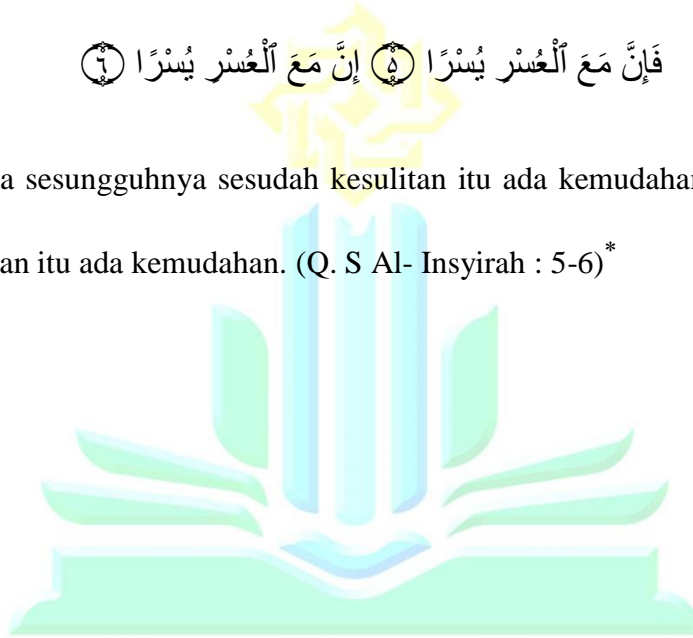 فَإِنَّ مَعَ ٱلْعُسْرِ يُسْرًا ۝٥ إِنَّ مَعَ ٱلْعُسْرِ يُسْرًا ۝٦
a sesungguhnya sesudah kesulitan itu ada kemudahan
an itu ada kemudahan. (Q. S Al- Insyirah : 5-6)*